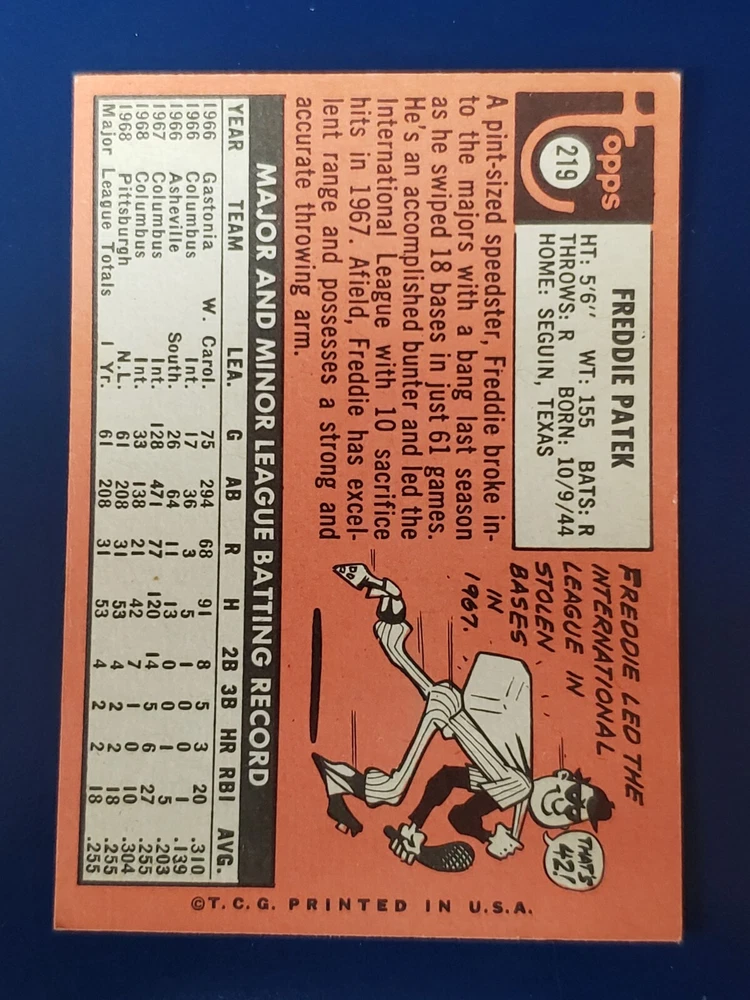 Topps
219
FREDDIE PATEK
HT: 5'6" WT: 155 BATS: R
THROWS: R BORN: 10/9/44
HOME: SEGUIN, TEXAS
A pint-sized speedster, Freddie broke in-
to the majors with a bang last season
as he swiped 18 bases in just 61 games.
He's an accomplished bunter and led the
International League with 10 sacrifice
hits in 1967. Afield, Freddie has excel-
lent range and possesses a strong and
accurate throwing arm.
FREDDIE LED THE
INTERNATIONAL
LEAGUE IN
STOLEN
BASES
IN
1967.
THAT'S
42!
MAJOR AND MINOR LEAGUE BATTING RECORD
YEAR TEAM LEA. G AB R H 2B 3B HR RBI AVG.
1966 Gastonia W. Carol. 75 294 68 91 8 5 3 20 .310
1966 Columbus Int. 17 36 3 5 1 0 0 1 .139
1966 Asheville South. 26 64 11 13 0 0 1 5 .203
1967 Columbus Int. 128 471 77 120 14 5 6 27 .255
1968 Columbus Int. 33 138 21 42 7 1 0 10 .304
1968 Pittsburgh N.L. 61 208 31 53 4 2 2 18 .255
Major League Totals 1 Yr. 61 208 31 53 4 2 2 18 .255
©T.C.G. PRINTED IN U.S.A.